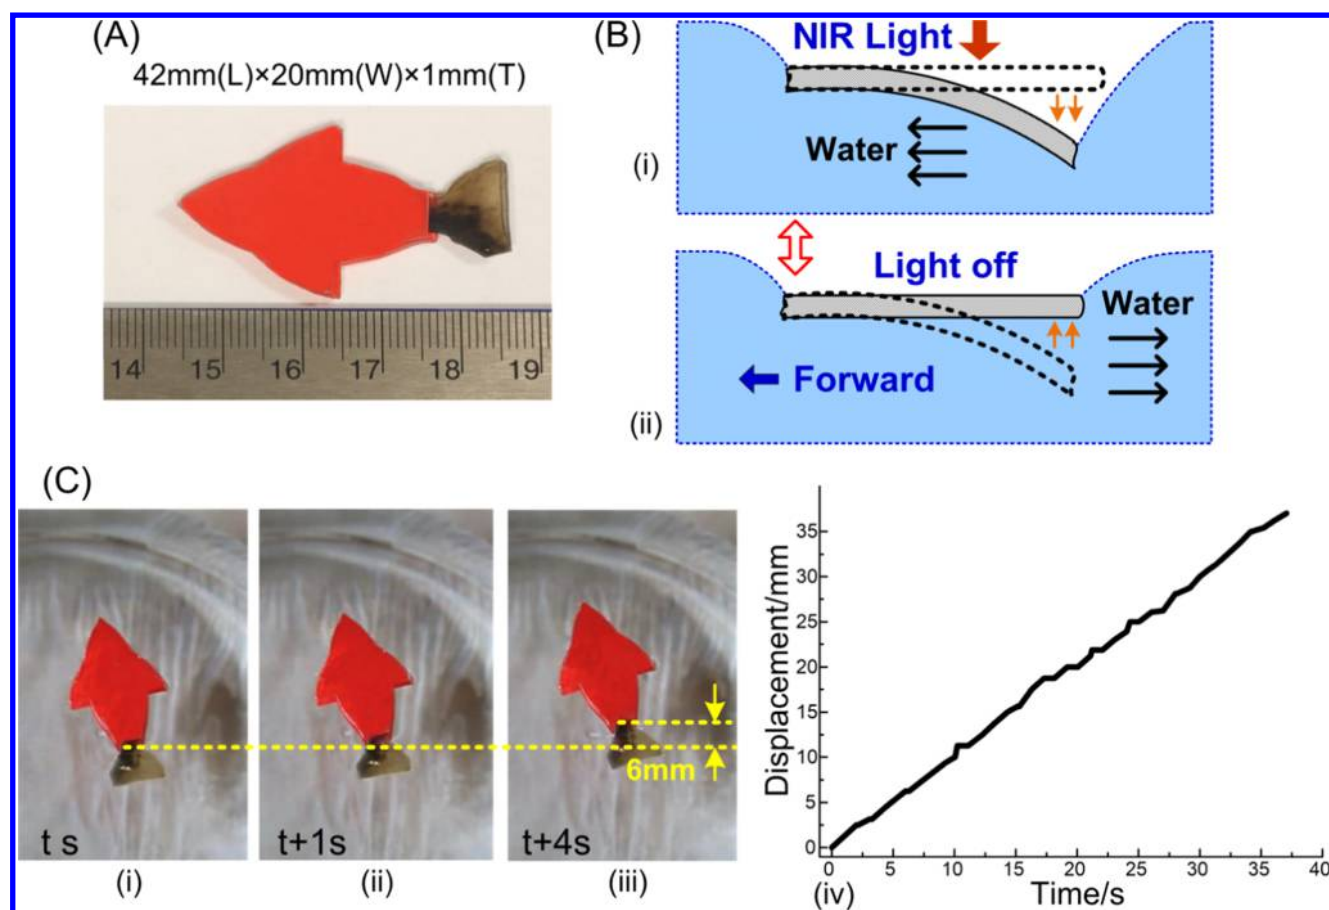 (A)
42mm(L)×20mm(W)×1mm(T)
14 15 16 17 18 19
(B)
NIR Light
Water
(i)
Light off
Water
Forward
(ii)
(C)
6mm
t s
t+1s
t+4s
(i)
(ii)
(iii)
Displacement/mm
35
30
25
20
15
10
5
0
0 5 10 15 20 25 30 35 40
(iv)
Time/s